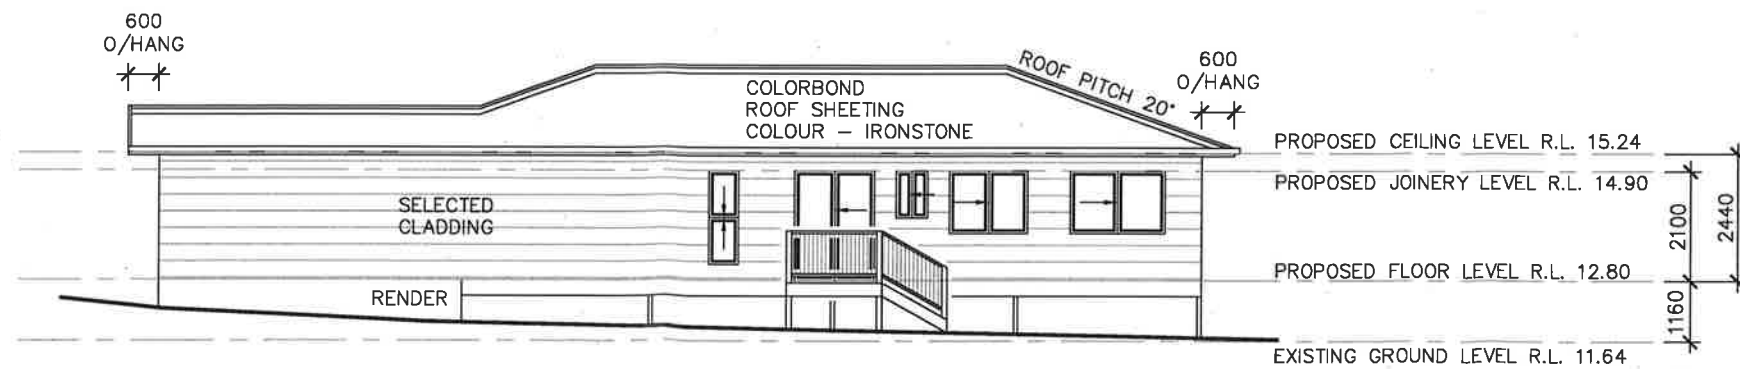 600
O/HANG
COLORBOND
ROOF SHEETING
COLOUR – IRONSTONE
ROOF PITCH 20°
600
O/HANG
PROPOSED CEILING LEVEL R.L. 15.24
PROPOSED JOINERY LEVEL R.L. 14.90
SELECTED
CLADDING
2100
2440
PROPOSED FLOOR LEVEL R.L. 12.80
RENDER
1160
EXISTING GROUND LEVEL R.L. 11.64